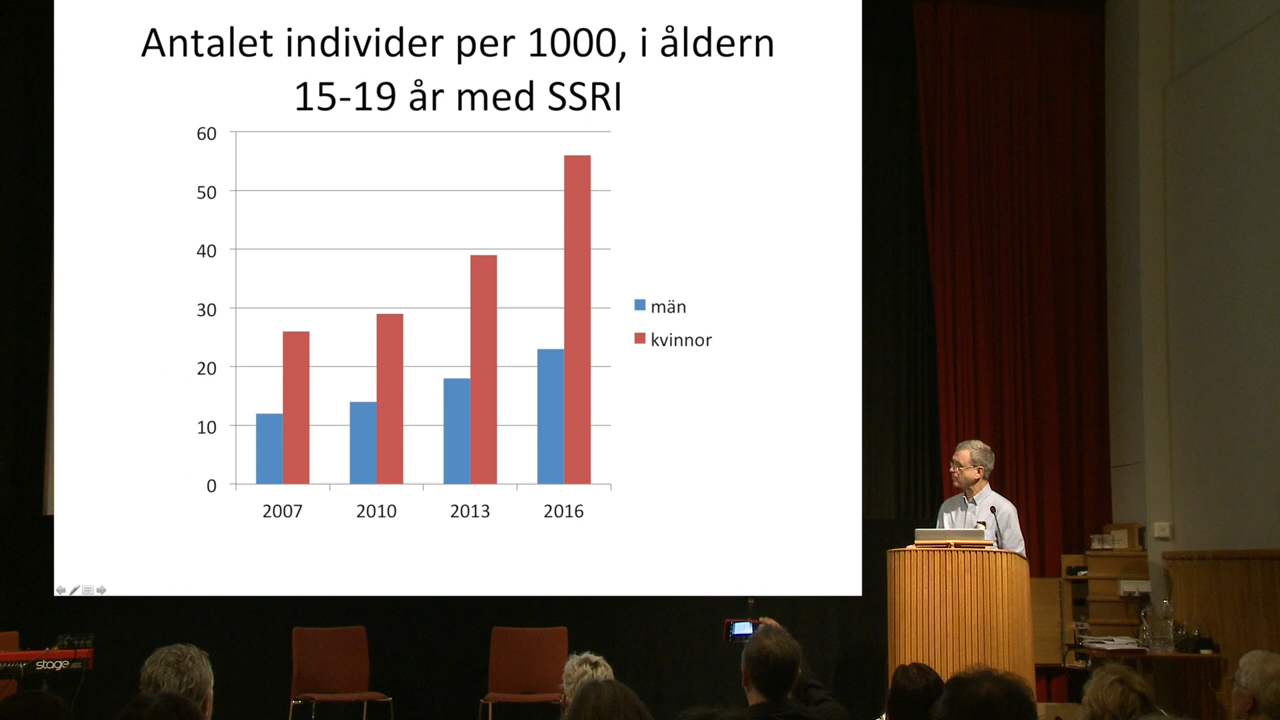 Antalet individer per 1000, i åldern
15-19 år med SSRI
60
50
40
30
20
10
0
2007 2010 2013 2016
män
kvinnor
stage